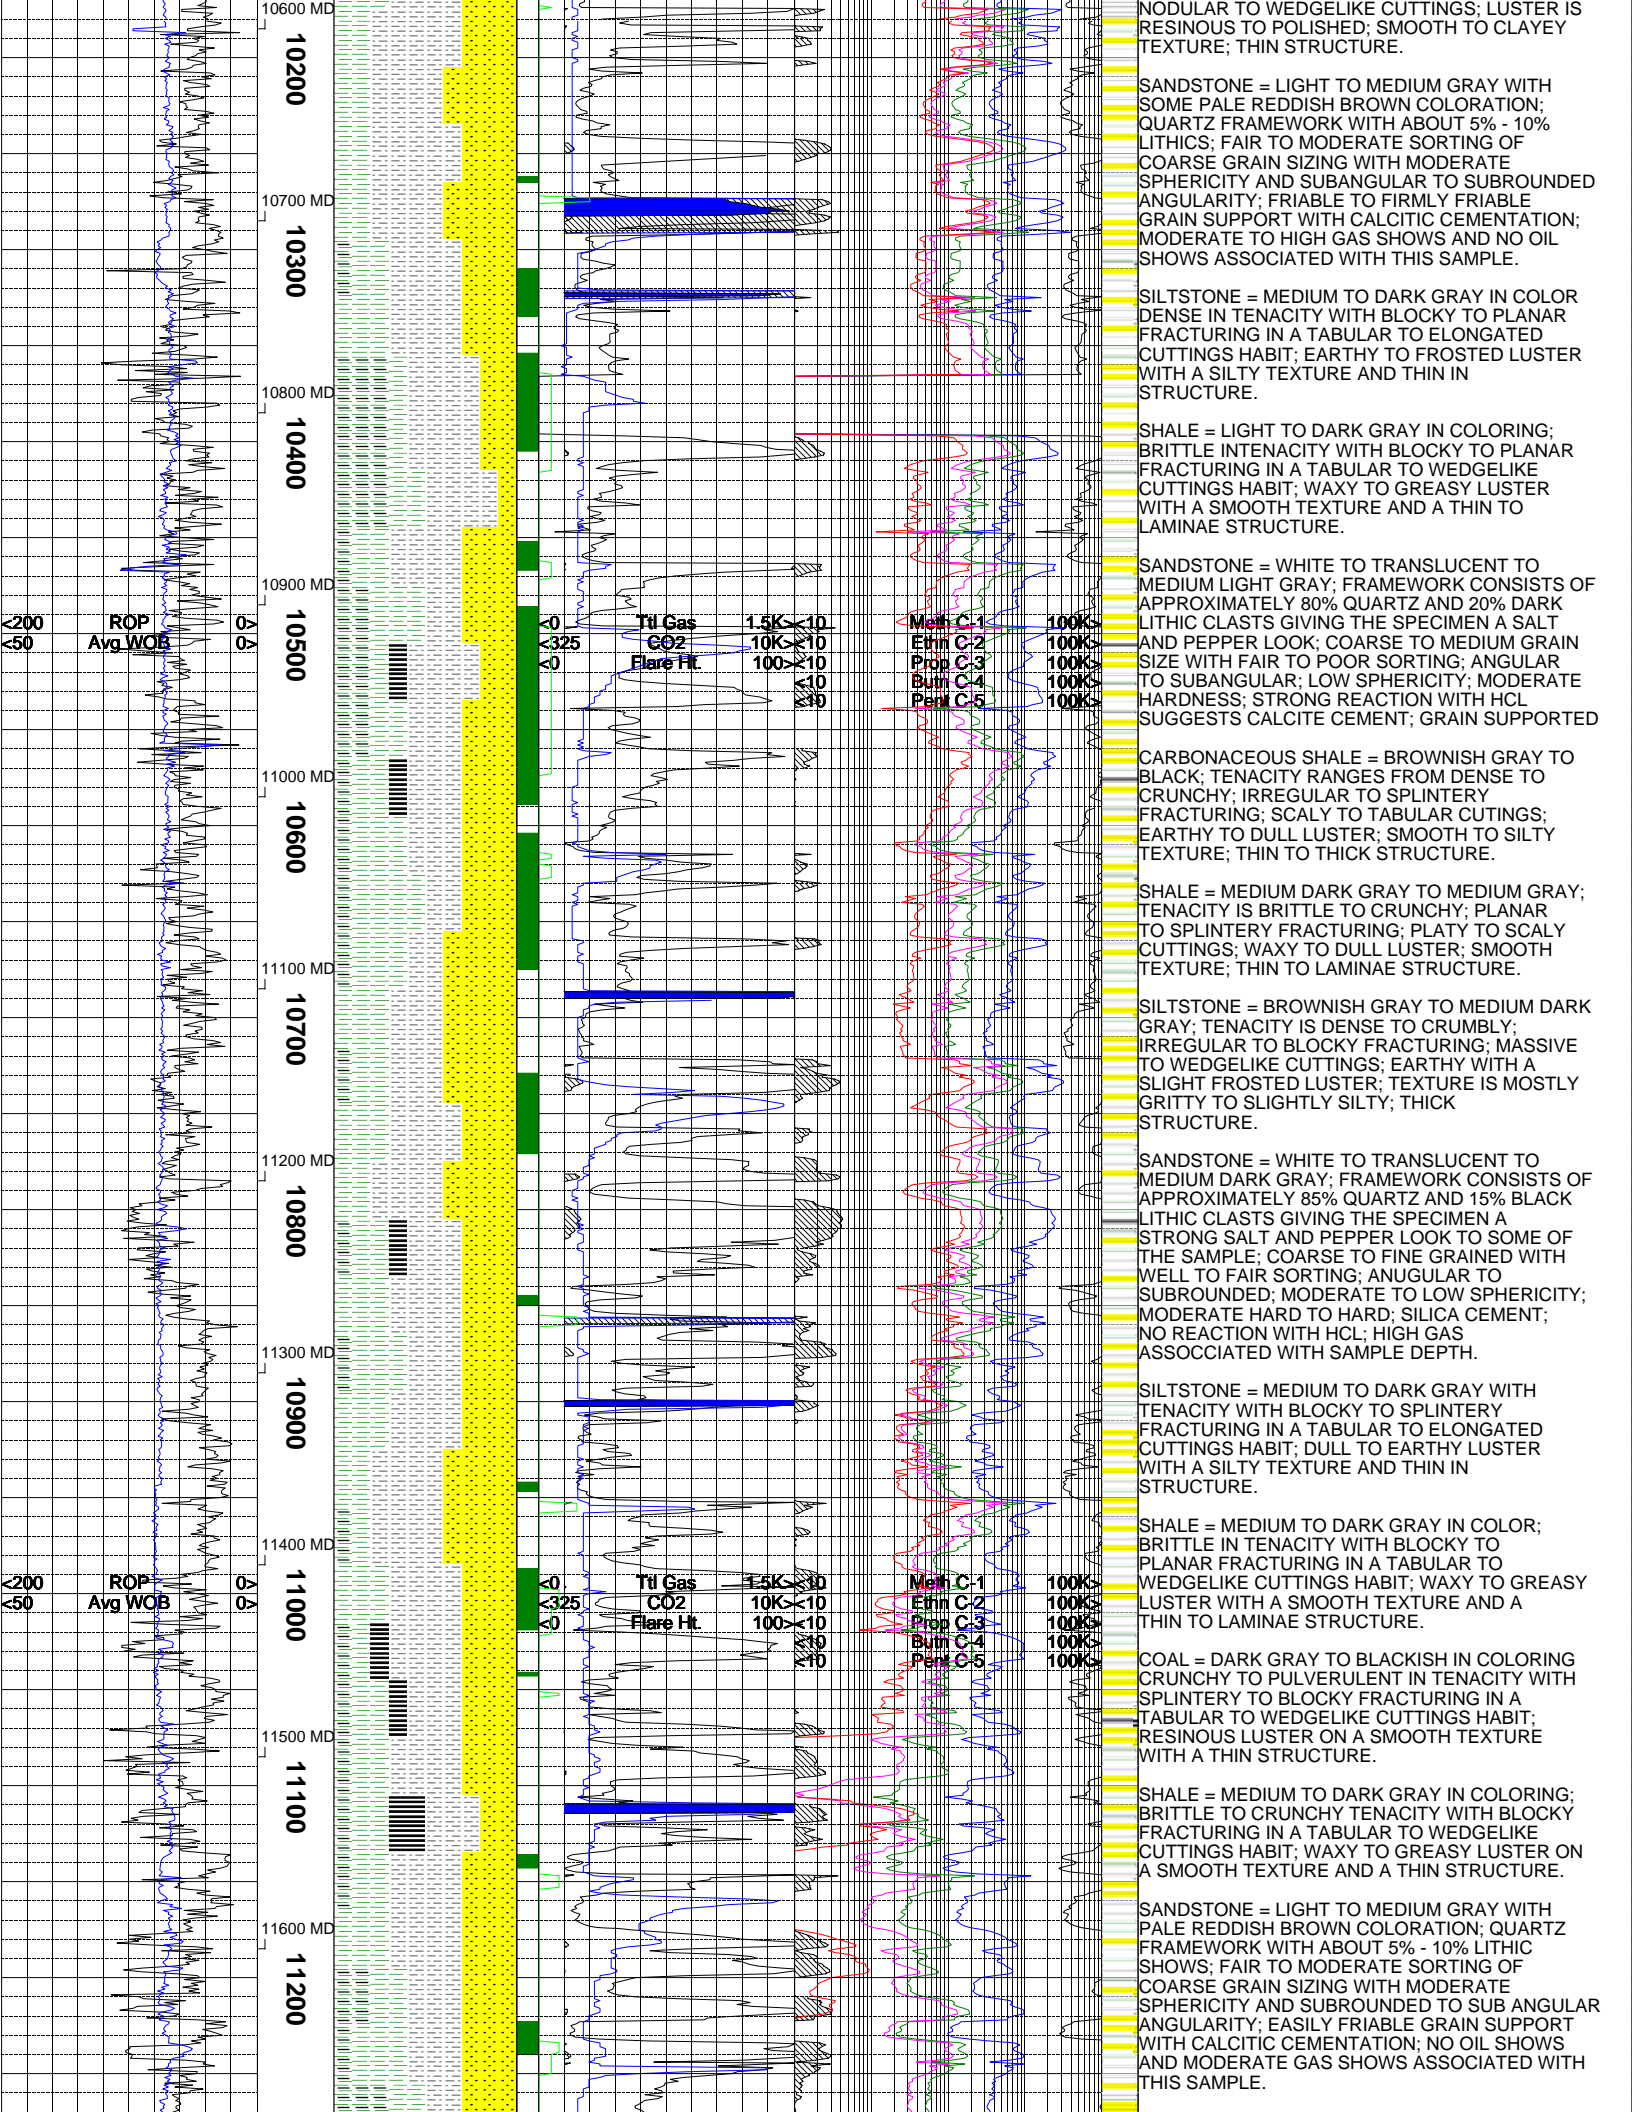 10600 MD
10200
10700 MD
10300
10800 MD
10400
10900 MD
<200 ROP 0>
<50 Avg WOB 0>
10500
<0 Ttl Gas 1.5K>
<325 CO2 10K>
<0 Flare Ht. 100>
<10 Meth C-1 100K>
<10 Ethn C-2 100K>
<10 Prop C-3 100K>
<10 Butn C-4 100K>
<10 Pent C-5 100K>
11000 MD
10600
11100 MD
10700
11200 MD
10800
11300 MD
10900
11400 MD
<200 ROP 0>
<50 Avg WOB 0>
11000
<0 Ttl Gas 1.5K>
<325 CO2 10K>
<0 Flare Ht. 100>
<10 Meth C-1 100K>
<10 Ethn C-2 100K>
<10 Prop C-3 100K>
<10 Butn C-4 100K>
<10 Pent C-5 100K>
11500 MD
11100
11600 MD
11200
NODULAR TO WEDGELIKE CUTTINGS; LUSTER IS
RESINOUS TO POLISHED; SMOOTH TO CLAYEY
TEXTURE; THIN STRUCTURE.
SANDSTONE = LIGHT TO MEDIUM GRAY WITH
SOME PALE REDDISH BROWN COLORATION;
QUARTZ FRAMEWORK WITH ABOUT 5% - 10%
LITHICS; FAIR TO MODERATE SORTING OF
COARSE GRAIN SIZING WITH MODERATE
SPHERICITY AND SUBANGULAR TO SUBROUNDED
ANGULARITY; FRIABLE TO FIRMLY FRIABLE
GRAIN SUPPORT WITH CALCITIC CEMENTATION;
MODERATE TO HIGH GAS SHOWS AND NO OIL
SHOWS ASSOCIATED WITH THIS SAMPLE.
SILTSTONE = MEDIUM TO DARK GRAY IN COLOR
DENSE IN TENACITY WITH BLOCKY TO PLANAR
FRACTURING IN A TABULAR TO ELONGATED
CUTTINGS HABIT; EARTHY TO FROSTED LUSTER
WITH A SILTY TEXTURE AND THIN IN
STRUCTURE.
SHALE = LIGHT TO DARK GRAY IN COLORING;
BRITTLE INTENACITY WITH BLOCKY TO PLANAR
FRACTURING IN A TABULAR TO WEDGELIKE
CUTTINGS HABIT; WAXY TO GREASY LUSTER
WITH A SMOOTH TEXTURE AND A THIN TO
LAMINAE STRUCTURE.
SANDSTONE = WHITE TO TRANSLUCENT TO
MEDIUM LIGHT GRAY; FRAMEWORK CONSISTS OF
APPROXIMATELY 80% QUARTZ AND 20% DARK
LITHIC CLASTS GIVING THE SPECIMEN A SALT
AND PEPPER LOOK; COARSE TO MEDIUM GRAIN
SIZE WITH FAIR TO POOR SORTING; ANGULAR
TO SUBANGULAR; LOW SPHERICITY; MODERATE
HARDNESS; STRONG REACTION WITH HCL
SUGGESTS CALCITE CEMENT; GRAIN SUPPORTED
CARBONACEOUS SHALE = BROWNISH GRAY TO
BLACK; TENACITY RANGES FROM DENSE TO
CRUNCHY; IRREGULAR TO SPLINTERY
FRACTURING; SCALY TO TABULAR CUTINGS;
EARTHY TO DULL LUSTER; SMOOTH TO SILTY
TEXTURE; THIN TO THICK STRUCTURE.
SHALE = MEDIUM DARK GRAY TO MEDIUM GRAY;
TENACITY IS BRITTLE TO CRUNCHY; PLANAR
TO SPLINTERY FRACTURING; PLATY TO SCALY
CUTTINGS; WAXY TO DULL LUSTER; SMOOTH
TEXTURE; THIN TO LAMINAE STRUCTURE.
SILTSTONE = BROWNISH GRAY TO MEDIUM DARK
GRAY; TENACITY IS DENSE TO CRUMBLY;
IRREGULAR TO BLOCKY FRACTURING; MASSIVE
TO WEDGELIKE CUTTINGS; EARTHY WITH A
SLIGHT FROSTED LUSTER; TEXTURE IS MOSTLY
GRITTY TO SLIGHTLY SILTY; THICK
STRUCTURE.
SANDSTONE = WHITE TO TRANSLUCENT TO
MEDIUM DARK GRAY; FRAMEWORK CONSISTS OF
APPROXIMATELY 85% QUARTZ AND 15% BLACK
LITHIC CLASTS GIVING THE SPECIMEN A
STRONG SALT AND PEPPER LOOK TO SOME OF
THE SAMPLE; COARSE TO FINE GRAINED WITH
WELL TO FAIR SORTING; ANUGULAR TO
SUBROUNDED; MODERATE TO LOW SPHERICITY;
MODERATE HARD TO HARD; SILICA CEMENT;
NO REACTION WITH HCL; HIGH GAS
ASSOCCIATED WITH SAMPLE DEPTH.
SILTSTONE = MEDIUM TO DARK GRAY WITH
TENACITY WITH BLOCKY TO SPLINTERY
FRACTURING IN A TABULAR TO ELONGATED
CUTTINGS HABIT; DULL TO EARTHY LUSTER
WITH A SILTY TEXTURE AND THIN IN
STRUCTURE.
SHALE = MEDIUM TO DARK GRAY IN COLOR;
BRITTLE IN TENACITY WITH BLOCKY TO
PLANAR FRACTURING IN A TABULAR TO
WEDGELIKE CUTTINGS HABIT; WAXY TO GREASY
LUSTER WITH A SMOOTH TEXTURE AND A
THIN TO LAMINAE STRUCTURE.
COAL = DARK GRAY TO BLACKISH IN COLORING
CRUNCHY TO PULVERULENT IN TENACITY WITH
SPLINTERY TO BLOCKY FRACTURING IN A
TABULAR TO WEDGELIKE CUTTINGS HABIT;
RESINOUS LUSTER ON A SMOOTH TEXTURE
WITH A THIN STRUCTURE.
SHALE = MEDIUM TO DARK GRAY IN COLORING;
BRITTLE TO CRUNCHY TENACITY WITH BLOCKY
FRACTURING IN A TABULAR TO WEDGELIKE
CUTTINGS HABIT; WAXY TO GREASY LUSTER ON
A SMOOTH TEXTURE AND A THIN STRUCTURE.
SANDSTONE = LIGHT TO MEDIUM GRAY WITH
PALE REDDISH BROWN COLORATION; QUARTZ
FRAMEWORK WITH ABOUT 5% - 10% LITHIC
SHOWS; FAIR TO MODERATE SORTING OF
COARSE GRAIN SIZING WITH MODERATE
SPHERICITY AND SUBROUNDED TO SUB ANGULAR
ANGULARITY; EASILY FRIABLE GRAIN SUPPORT
WITH CALCITIC CEMENTATION; NO OIL SHOWS
AND MODERATE GAS SHOWS ASSOCIATED WITH
THIS SAMPLE.